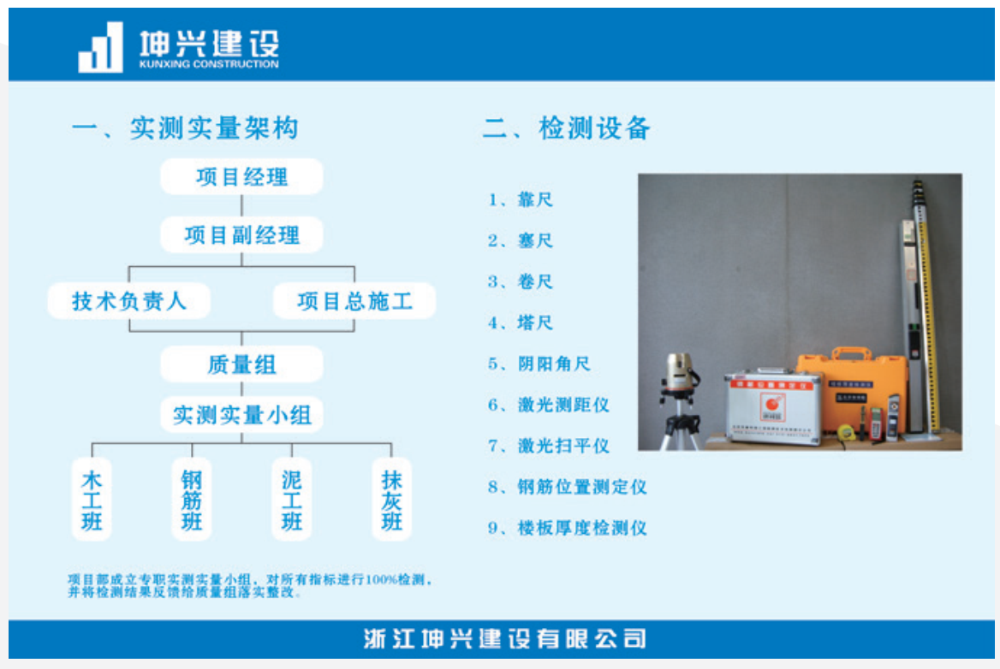 坤兴建设
KUNXING CONSTRUCTION
一、实测实量架构
项目经理
项目副经理
技术负责人
项目总施工
质量组
实测实量小组
木工班
钢筋班
泥工班
抹灰班
项目部成立专职实测实量小组，对所有指标进行100%检测，
并将检测结果反馈给质量组落实整改。
二、检测设备
1、靠尺
2、塞尺
3、卷尺
4、塔尺
5、阴阳角尺
6、激光测距仪
7、激光扫平仪
8、钢筋位置测定仪
9、楼板厚度检测仪
钢筋位置测定仪
浙江坤兴建设有限公司